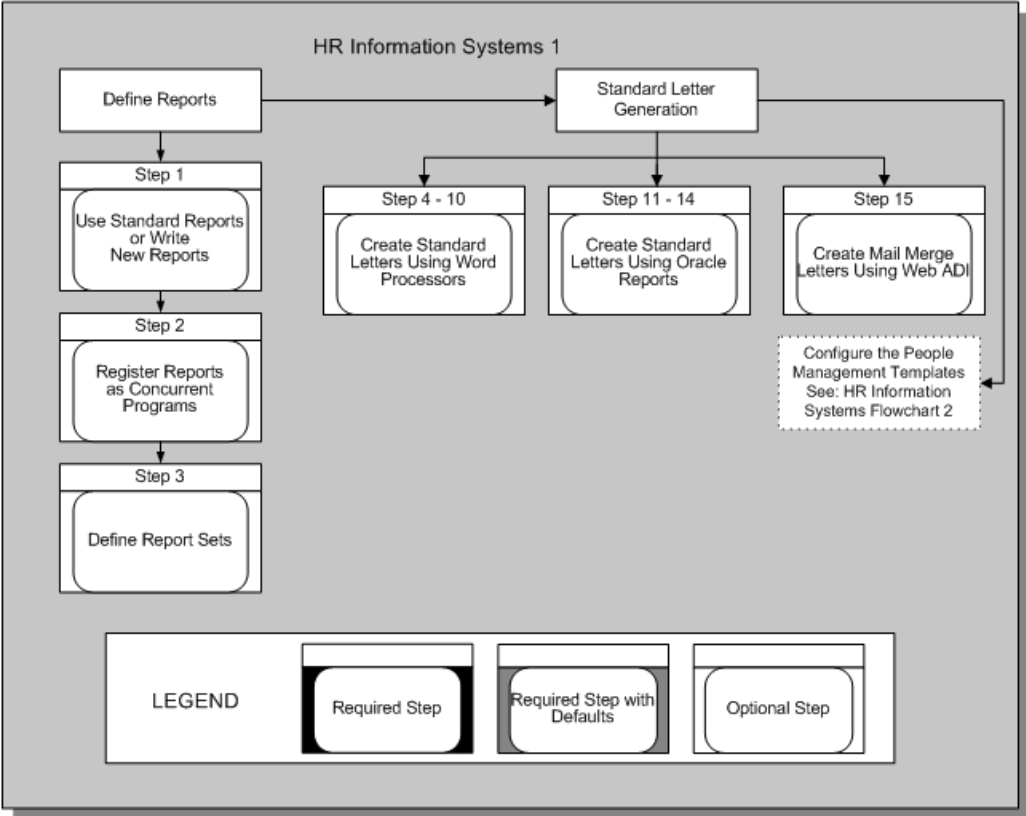 HR Information Systems 1
Define Reports
Standard Letter
Generation
Step 1
Use Standard Reports
or Write
New Reports
Step 2
Register Reports
as Concurrent
Programs
Step 3
Define Report Sets
Step 4 - 10
Create Standard
Letters Using Word
Processors
Step 11 - 14
Create Standard
Letters Using Oracle
Reports
Step 15
Create Mail Merge
Letters Using Web ADI
Configure the People
Management Templates
See: HR Information
Systems Flowchart 2
LEGEND
Required Step
Required Step with
Defaults
Optional Step